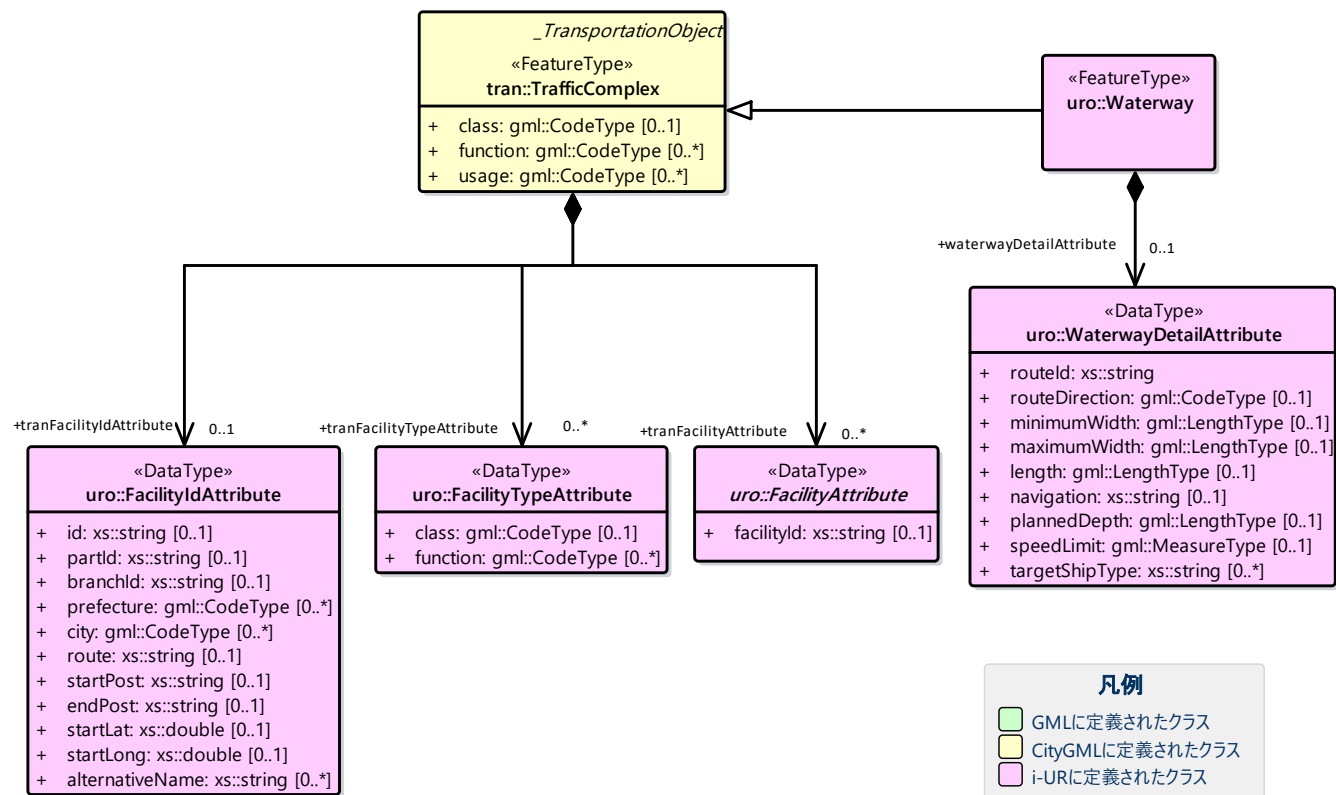 _TransportationObject
«FeatureType»
tran::TrafficComplex
+ class: gml::CodeType [0..1]
+ function: gml::CodeType [0..*]
+ usage: gml::CodeType [0..*]
«FeatureType»
uro::Waterway
+waterwayDetailAttribute 0..1
«DataType»
uro::WaterwayDetailAttribute
+ routeId: xs::string
+ routeDirection: gml::CodeType [0..1]
+ minimumWidth: gml::LengthType [0..1]
+ maximumWidth: gml::LengthType [0..1]
+ length: gml::LengthType [0..1]
+ navigation: xs::string [0..1]
+ plannedDepth: gml::LengthType [0..1]
+ speedLimit: gml::MeasureType [0..1]
+ targetShipType: xs::string [0..*]
+tranFacilityIdAttribute 0..1
«DataType»
uro::FacilityIdAttribute
+ id: xs::string [0..1]
+ partId: xs::string [0..1]
+ branchId: xs::string [0..1]
+ prefecture: gml::CodeType [0..*]
+ city: gml::CodeType [0..*]
+ route: xs::string [0..1]
+ startPost: xs::string [0..1]
+ endPost: xs::string [0..1]
+ startLat: xs::double [0..1]
+ startLong: xs::double [0..1]
+ alternativeName: xs::string [0..*]
+tranFacilityTypeAttribute 0..*
«DataType»
uro::FacilityTypeAttribute
+ class: gml::CodeType [0..1]
+ function: gml::CodeType [0..*]
+tranFacilityAttribute 0..*
«DataType»
uro::FacilityAttribute
+ facilityId: xs::string [0..1]
凡例
GMLに定義されたクラス
CityGMLに定義されたクラス
i-URに定義されたクラス